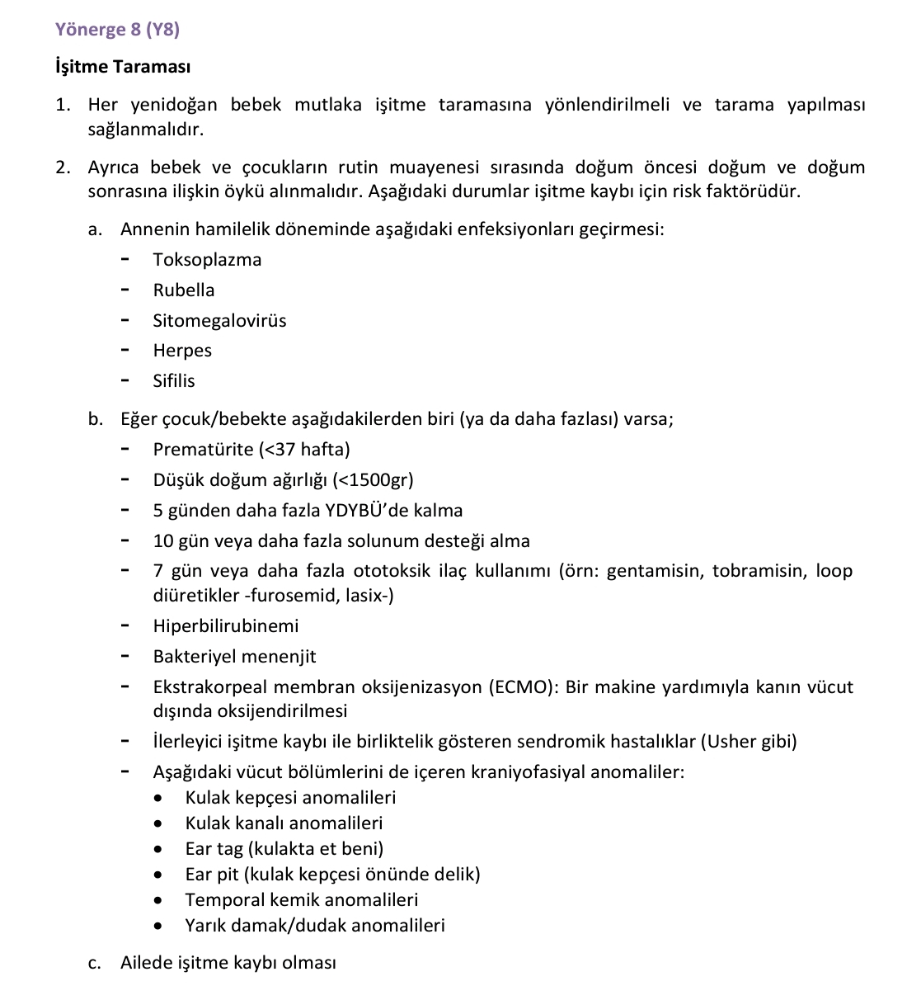 Yönerge 8 (Y8)
İşitme Taraması
1. Her yenidoğan bebek mutlaka işitme taramasına yönlendirilmeli ve tarama yapılması
sağlanmalıdır.
2. Ayrıca bebek ve çocukların rutin muayenesi sırasında doğum öncesi doğum ve doğum
sonrasına ilişkin öykü alınmalıdır. Aşağıdaki durumlar işitme kaybı için risk faktörüdür.
a. Annenin hamilelik döneminde aşağıdaki enfeksiyonları geçirmesi:
- Toksoplazma
- Rubella
- Sitomegalovirüs
- Herpes
- Sifilis
b. Eğer çocuk/bebekte aşağıdakilerden biri (ya da daha fazlası) varsa;
- Prematürite (<37 hafta)
- Düşük doğum ağırlığı (<1500gr)
- 5 günden daha fazla YDYBÜ’de kalma
- 10 gün veya daha fazla solunum desteği alma
- 7 gün veya daha fazla ototoksik ilaç kullanımı (örn: gentamisin, tobramisin, loop
diüretikler -furosemid, lasix-)
- Hiperbilirubinemi
- Bakteriyel menenjit
- Ekstrakorpeal membran oksijenizasyon (ECMO): Bir makine yardımıyla kanın vücut
dışında oksijendirilmesi
- İlerleyici işitme kaybı ile birliktelik gösteren sendromik hastalıklar (Usher gibi)
- Aşağıdaki vücut bölümlerini de içeren kraniyofasiyal anomaliler:
• Kulak kepçesi anomalileri
• Kulak kanalı anomalileri
• Ear tag (kulakta et beni)
• Ear pit (kulak kepçesi önünde delik)
• Temporal kemik anomalileri
• Yarık damak/dudak anomalileri
c. Ailede işitme kaybı olması